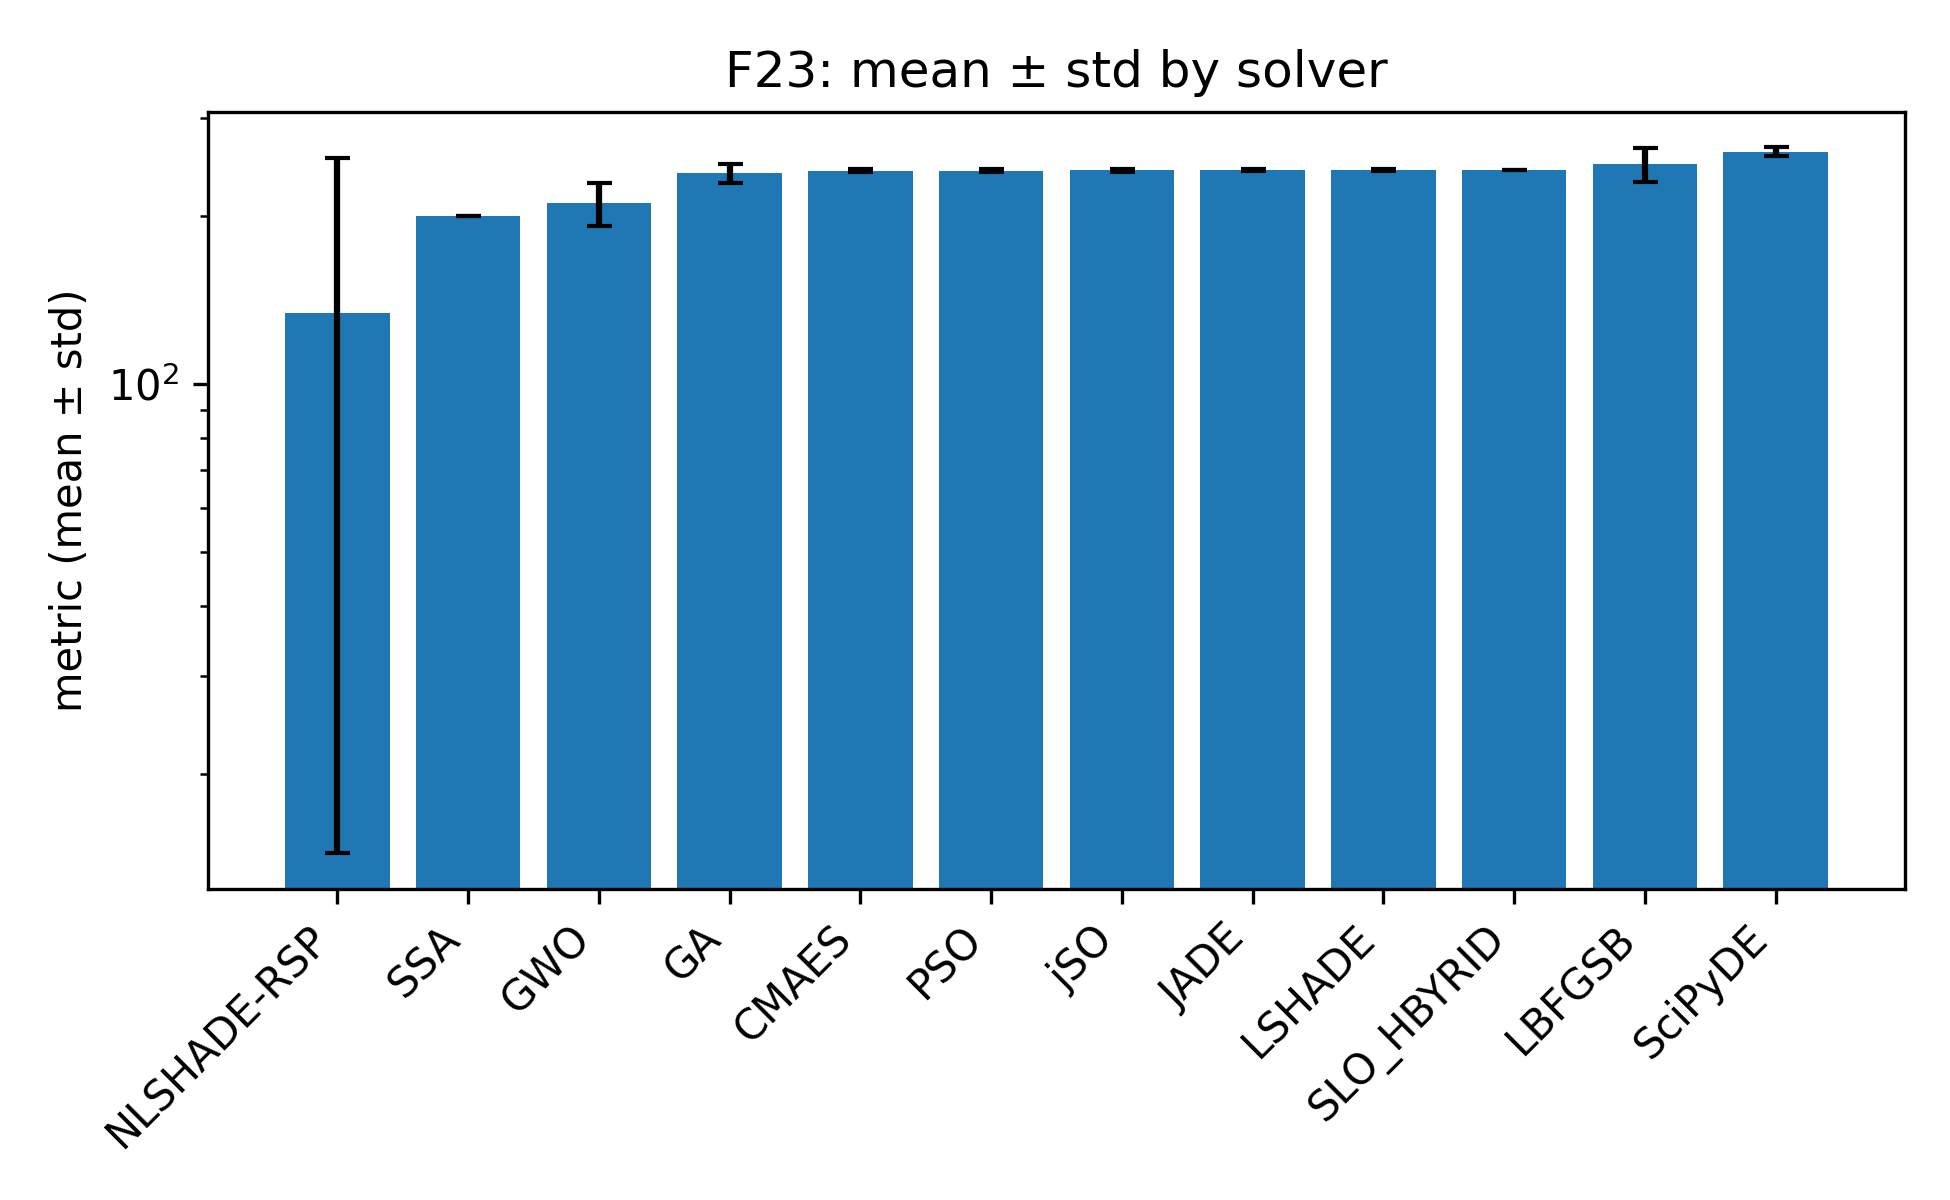 F23: mean ± std by solver
metric (mean ± std)
10²
NLSHADE-RSP
SSA
GWO
GA
CMAES
PSO
jSO
JADE
LSHADE
SLO_HBYRID
LBFGSB
SciPyDE